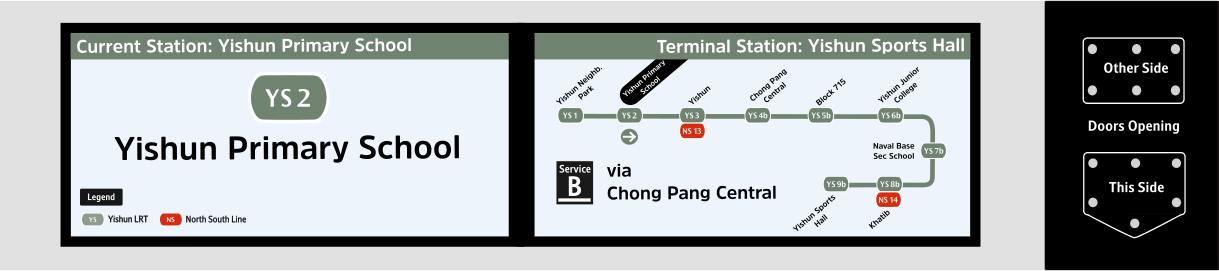 Current Station: Yishun Primary School
YS 2
Yishun Primary School
Legend
YS Yishun LRT NS North South Line
Terminal Station: Yishun Sports Hall
Yishun Neighb.
Park
Yishun Primary
School
Yishun
Chong Pang
Central
Block 715
Yishun Junior
College
YS 1 YS 2 YS 3 YS 4b YS 5b YS 6b
NS 13
Naval Base
Sec School
YS 7b
Service
B
via
Chong Pang Central
YS 9b YS 8b
NS 14
Yishun Sports
Hall
Khatib
Other Side
Doors Opening
This Side